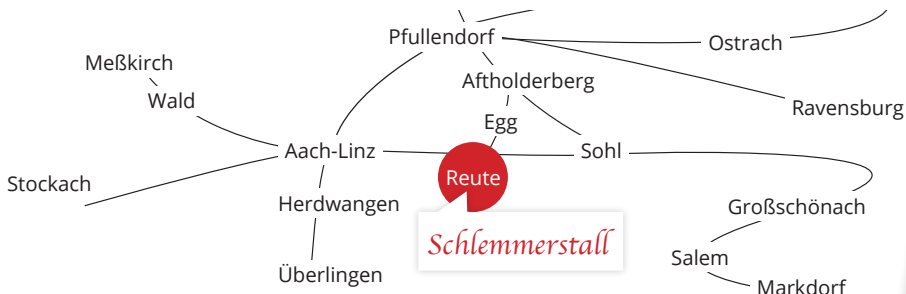 Pfullendorf
Ostrach
Meßkirch
Aftholderberg
Wald
Ravensburg
Egg
Aach-Linz
Sohl
Reute
Stockach
Herdwangen
Großschönach
Schlemmerstall
Salem
Überlingen
Markdorf